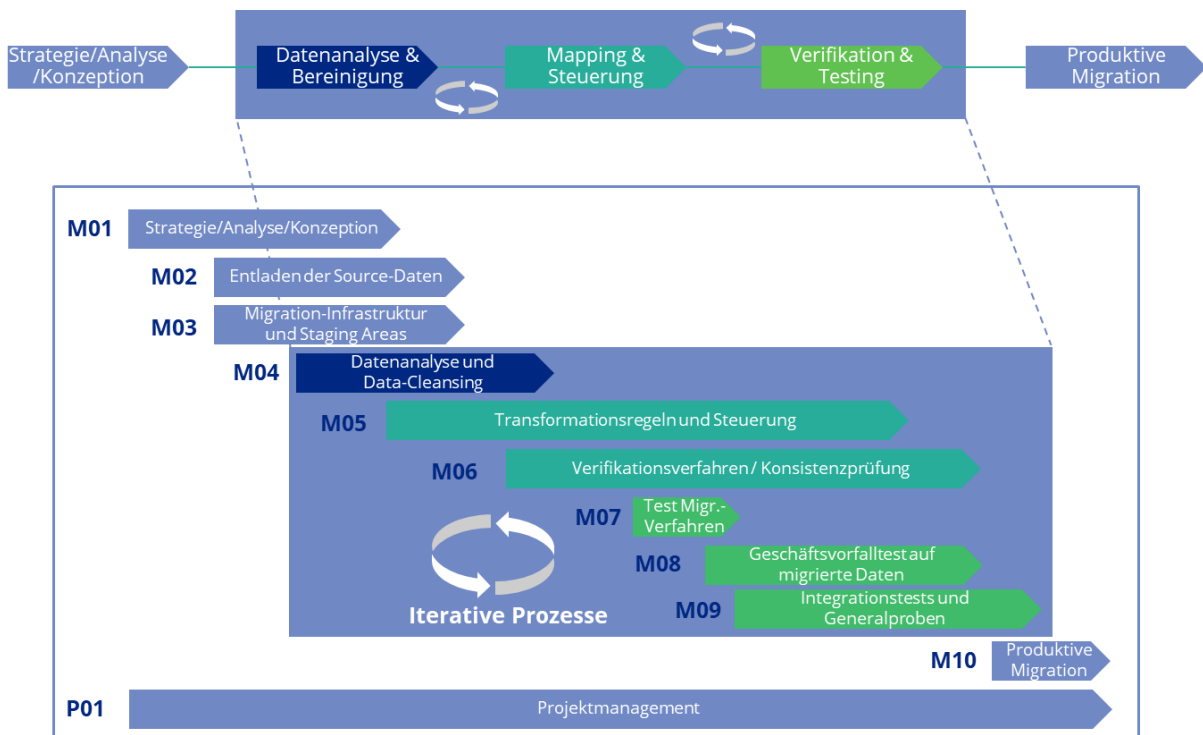 Strategie/Analyse
/Konzeption
Datenanalyse &
Bereinigung
Mapping &
Steuerung
Verifikation &
Testing
Produktive
Migration
M01 Strategie/Analyse/Konzeption
M02 Entladen der Source-Daten
M03 Migration-Infrastruktur
und Staging Areas
M04 Datenanalyse und
Data-Cleansing
M05 Transformationsregeln und Steuerung
M06 Verifikationsverfahren / Konsistenzprüfung
M07 Test Migr.-
Verfahren
M08 Geschäftsvorfalltest auf
migrierte Daten
M09 Integrationstests und
Generalproben
Iterative Prozesse
M10 Produktive
Migration
P01 Projektmanagement